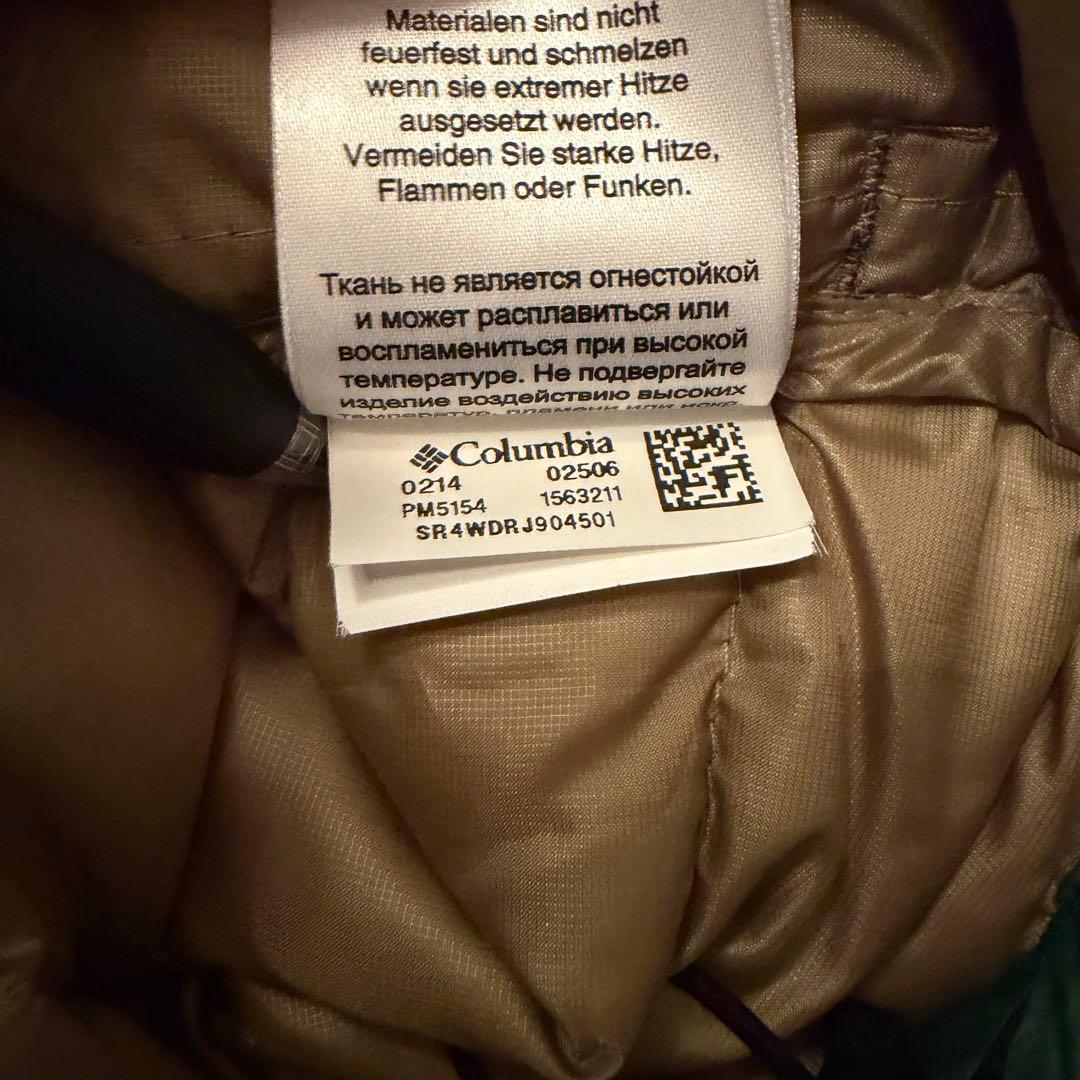 Materialen sind nicht
feuerfest und schmelzen
wenn sie extremer Hitze
ausgesetzt werden.
Vermeiden Sie starke Hitze,
Flammen oder Funken.
Ткань не является огнестойкой
и может расплавиться или
воспламениться при высокой
температуре. Не подвергайте
изделие воздействию высоких
Columbia
0214 02506
PM5154 1563211
SR4WDRJ904501